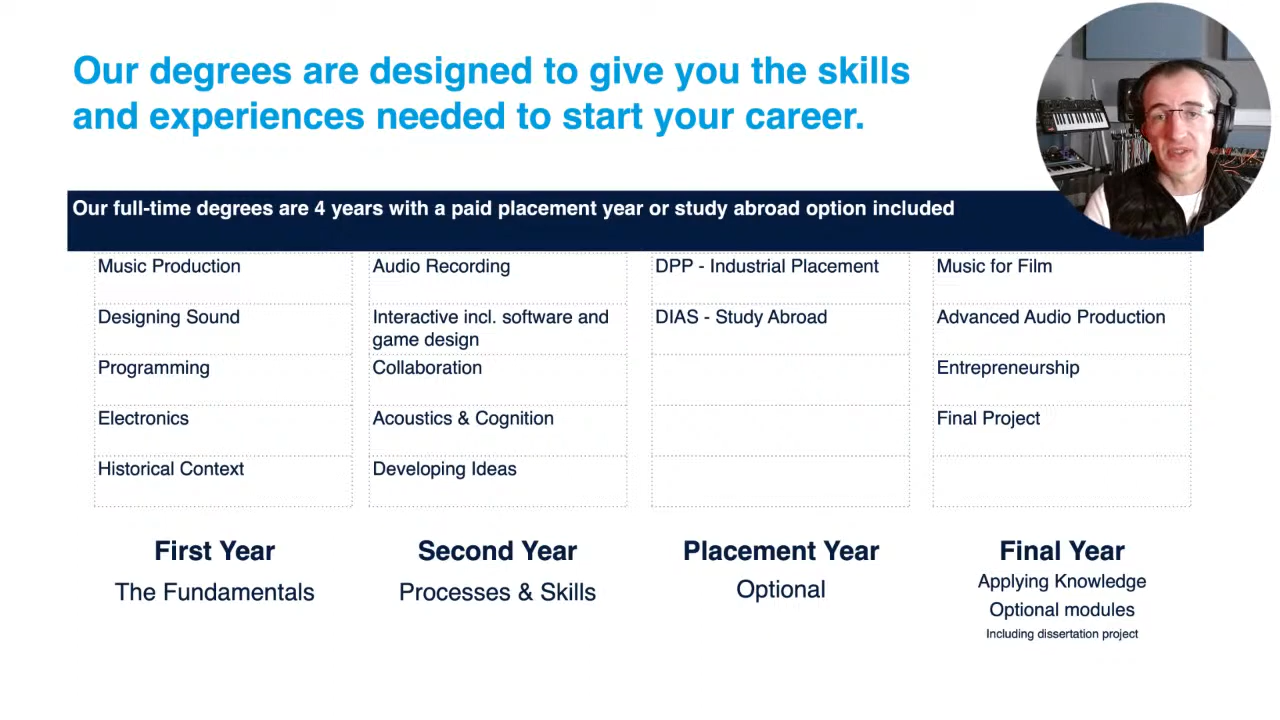 Our degrees are designed to give you the skills
and experiences needed to start your career.
Our full-time degrees are 4 years with a paid placement year or study abroad option included
Music Production
Audio Recording
DPP - Industrial Placement
Music for Film
Designing Sound
Interactive incl. software and
game design
DIAS - Study Abroad
Advanced Audio Production
Programming
Collaboration
Entrepreneurship
Electronics
Acoustics & Cognition
Final Project
Historical Context
Developing Ideas
First Year
Second Year
Placement Year
Final Year
The Fundamentals
Processes & Skills
Optional
Applying Knowledge
Optional modules
Including dissertation project